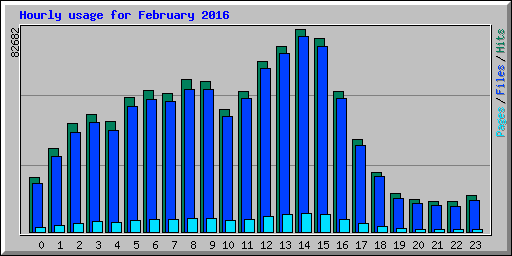 Hourly usage for February 2016
82682
Pages/Files/Hits
0 1 2 3 4 5 6 7 8 9 10 11 12 13 14 15 16 17 18 19 20 21 22 23